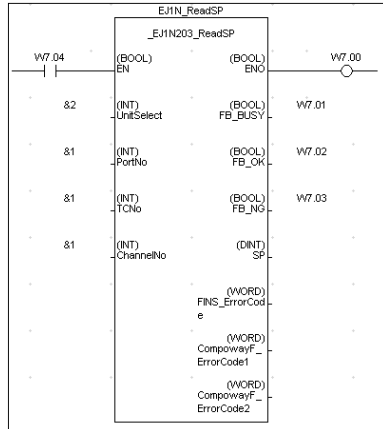 EJ1N_ReadSP
_EJ1N203_ReadSP
W7.04 (BOOL) (BOOL) W7.00
EN ENO
&2 (INT) (BOOL) W7.01
UnitSelect FB_BUSY
&1 (INT) (BOOL) W7.02
PortNo FB_OK
&1 (INT) (BOOL) W7.03
TCNo FB_NG
&1 (INT) (DINT)
ChannelNo SP
(WORD)
FINS_ErrorCod
e
(WORD)
CompowayF_
ErrorCode1
(WORD)
CompowayF_
ErrorCode2